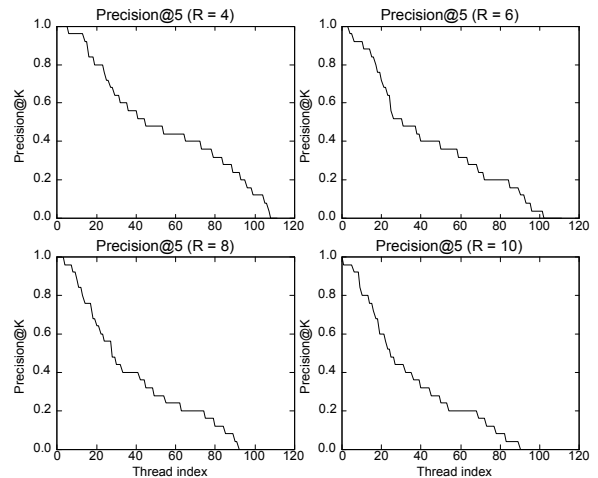 Precision@5 (R = 4)
Precision@K
1.0
0.8
0.6
0.4
0.2
0.0
0 20 40 60 80 100 120
Precision@5 (R = 6)
Precision@K
1.0
0.8
0.6
0.4
0.2
0.0
0 20 40 60 80 100 120
Precision@5 (R = 8)
Precision@K
1.0
0.8
0.6
0.4
0.2
0.0
0 20 40 60 80 100 120
Thread index
Precision@5 (R = 10)
Precision@K
1.0
0.8
0.6
0.4
0.2
0.0
0 20 40 60 80 100 120
Thread index